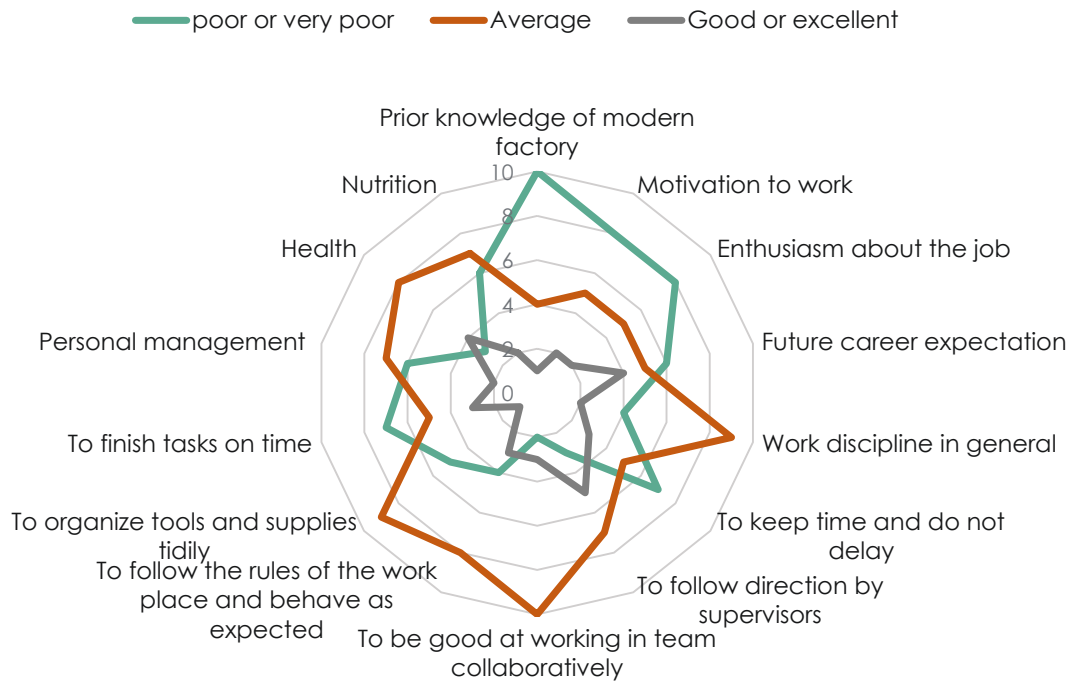 poor or very poor
Average
Good or excellent
Prior knowledge of modern
factory
Motivation to work
Enthusiasm about the job
Future career expectation
Work discipline in general
To keep time and do not
delay
To follow direction by
supervisors
To be good at working in team
collaboratively
To follow the rules of the work
place and behave as
expected
To organize tools and supplies
tidily
To finish tasks on time
Personal management
Health
Nutrition
10
8
6
4
2
0